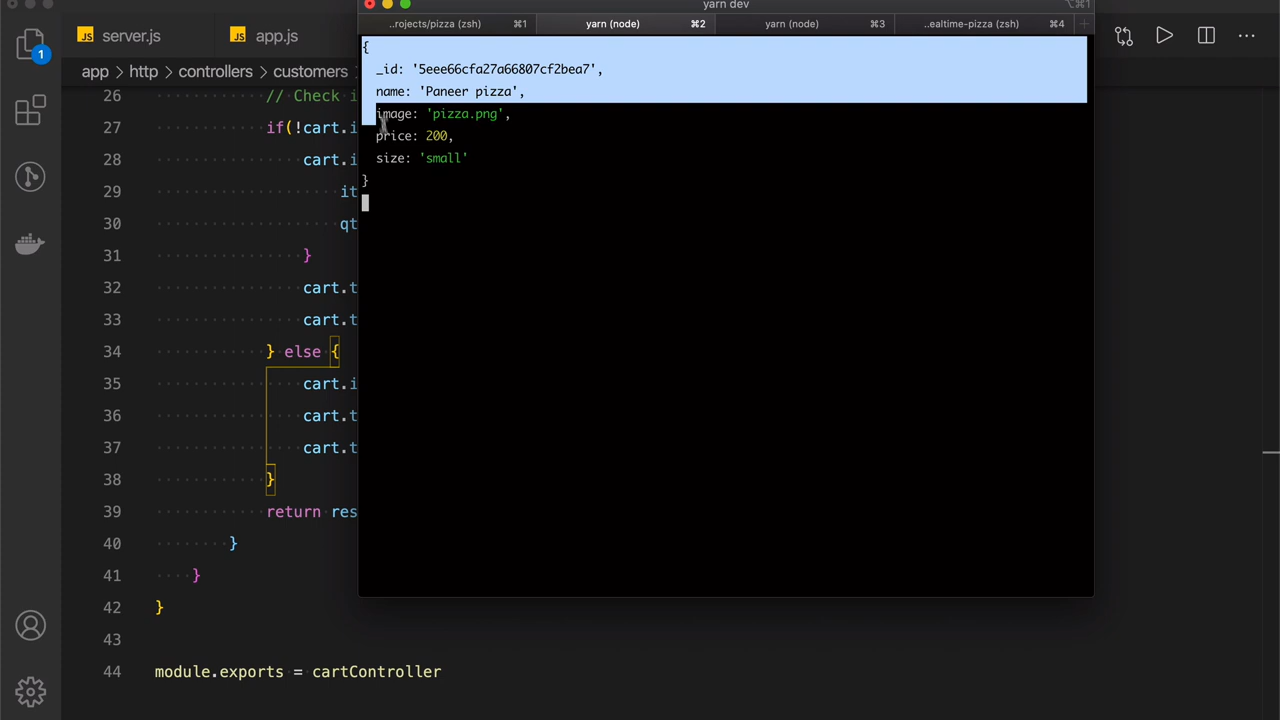 yarn dev
⌥⌘1
..rojects/pizza (zsh) ⌘1 yarn (node) ⌘2 yarn (node) ⌘3 ..ealtime-pizza (zsh) ⌘4 +
1
JS server.js JS app.js
app > http > controllers > customers >
{
_id: '5eee66cfa27a66807cf2bea7',
name: 'Paneer pizza',
image: 'pizza.png',
price: 200,
size: 'small'
}
26 // Check i
27 if(!cart.i
28 cart.i
29 it
30 qt
31 }
32 cart.t
33 cart.t
34 } else {
35 cart.i
36 cart.t
37 cart.t
38 }
39 return res
40 }
41 }
42 }
43
44 module.exports = cartController